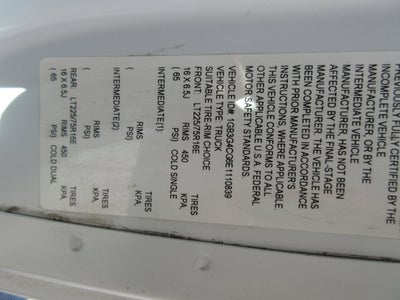 PREVIOUSLY FULLY CERTIFIED BY THE
INCOMPLETE VEHICLE
MANUFACTURER, OR BY THE
INTERMEDIATE VEHICLE
MANUFACTURER, HAS NOT BEEN
AFFECTED BY THE FINAL-STAGE
MANUFACTURER. THE VEHICLE HAS
BEEN COMPLETED IN ACCORDANCE
WITH PRIOR MANUFACTURER'S
INSTRUCTIONS WHERE APPLICABLE.
THIS VEHICLE CONFORMS TO ALL
OTHER APPLICABLE U.S.A. FEDERAL
MOTOR SAFETY STANDARDS.
VEHICLE ID#: 1GB3G4CG6E1110839
VEHICLE TYPE: TRUCK
SUITABLE TIRE-RIM CHOICE
FRONT: LT225/75R16E TIRES
16 X 6.5J RIMS 450 KPA,
( 65 PSI) COLD SINGLE
INTERMEDIATE(1) TIRES
RIMS KPA,
( PSI)
INTERMEDIATE(2) TIRES
RIMS KPA,
( PSI)
REAR: LT225/75R16E TIRES
16 X 6.5J RIMS 450 KPA,
( 65 PSI) COLD DUAL